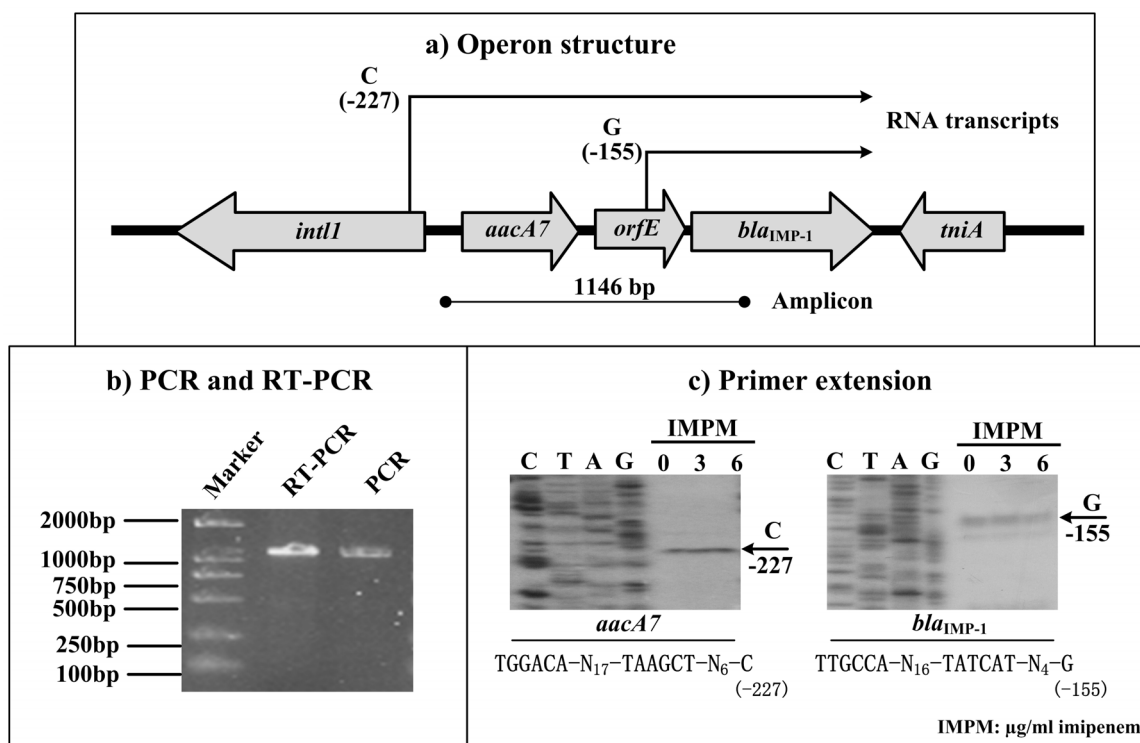 a) Operon structure
C
(-227)
G
(-155)
RNA transcripts
intI1
aacA7
orfE
blaIMP-1
tniA
1146 bp
Amplicon
b) PCR and RT-PCR
Marker
RT-PCR
PCR
2000bp
1000bp
750bp
500bp
250bp
100bp
c) Primer extension
IMPM
C T A G 0 3 6
C
-227
aacA7
TGGACA-N17-TAAGCT-N6-C
(-227)
IMPM
C T A G 0 3 6
G
-155
blaIMP-1
TTGCCA-N16-TATCAT-N4-G
(-155)
IMPM: μg/ml imipenem